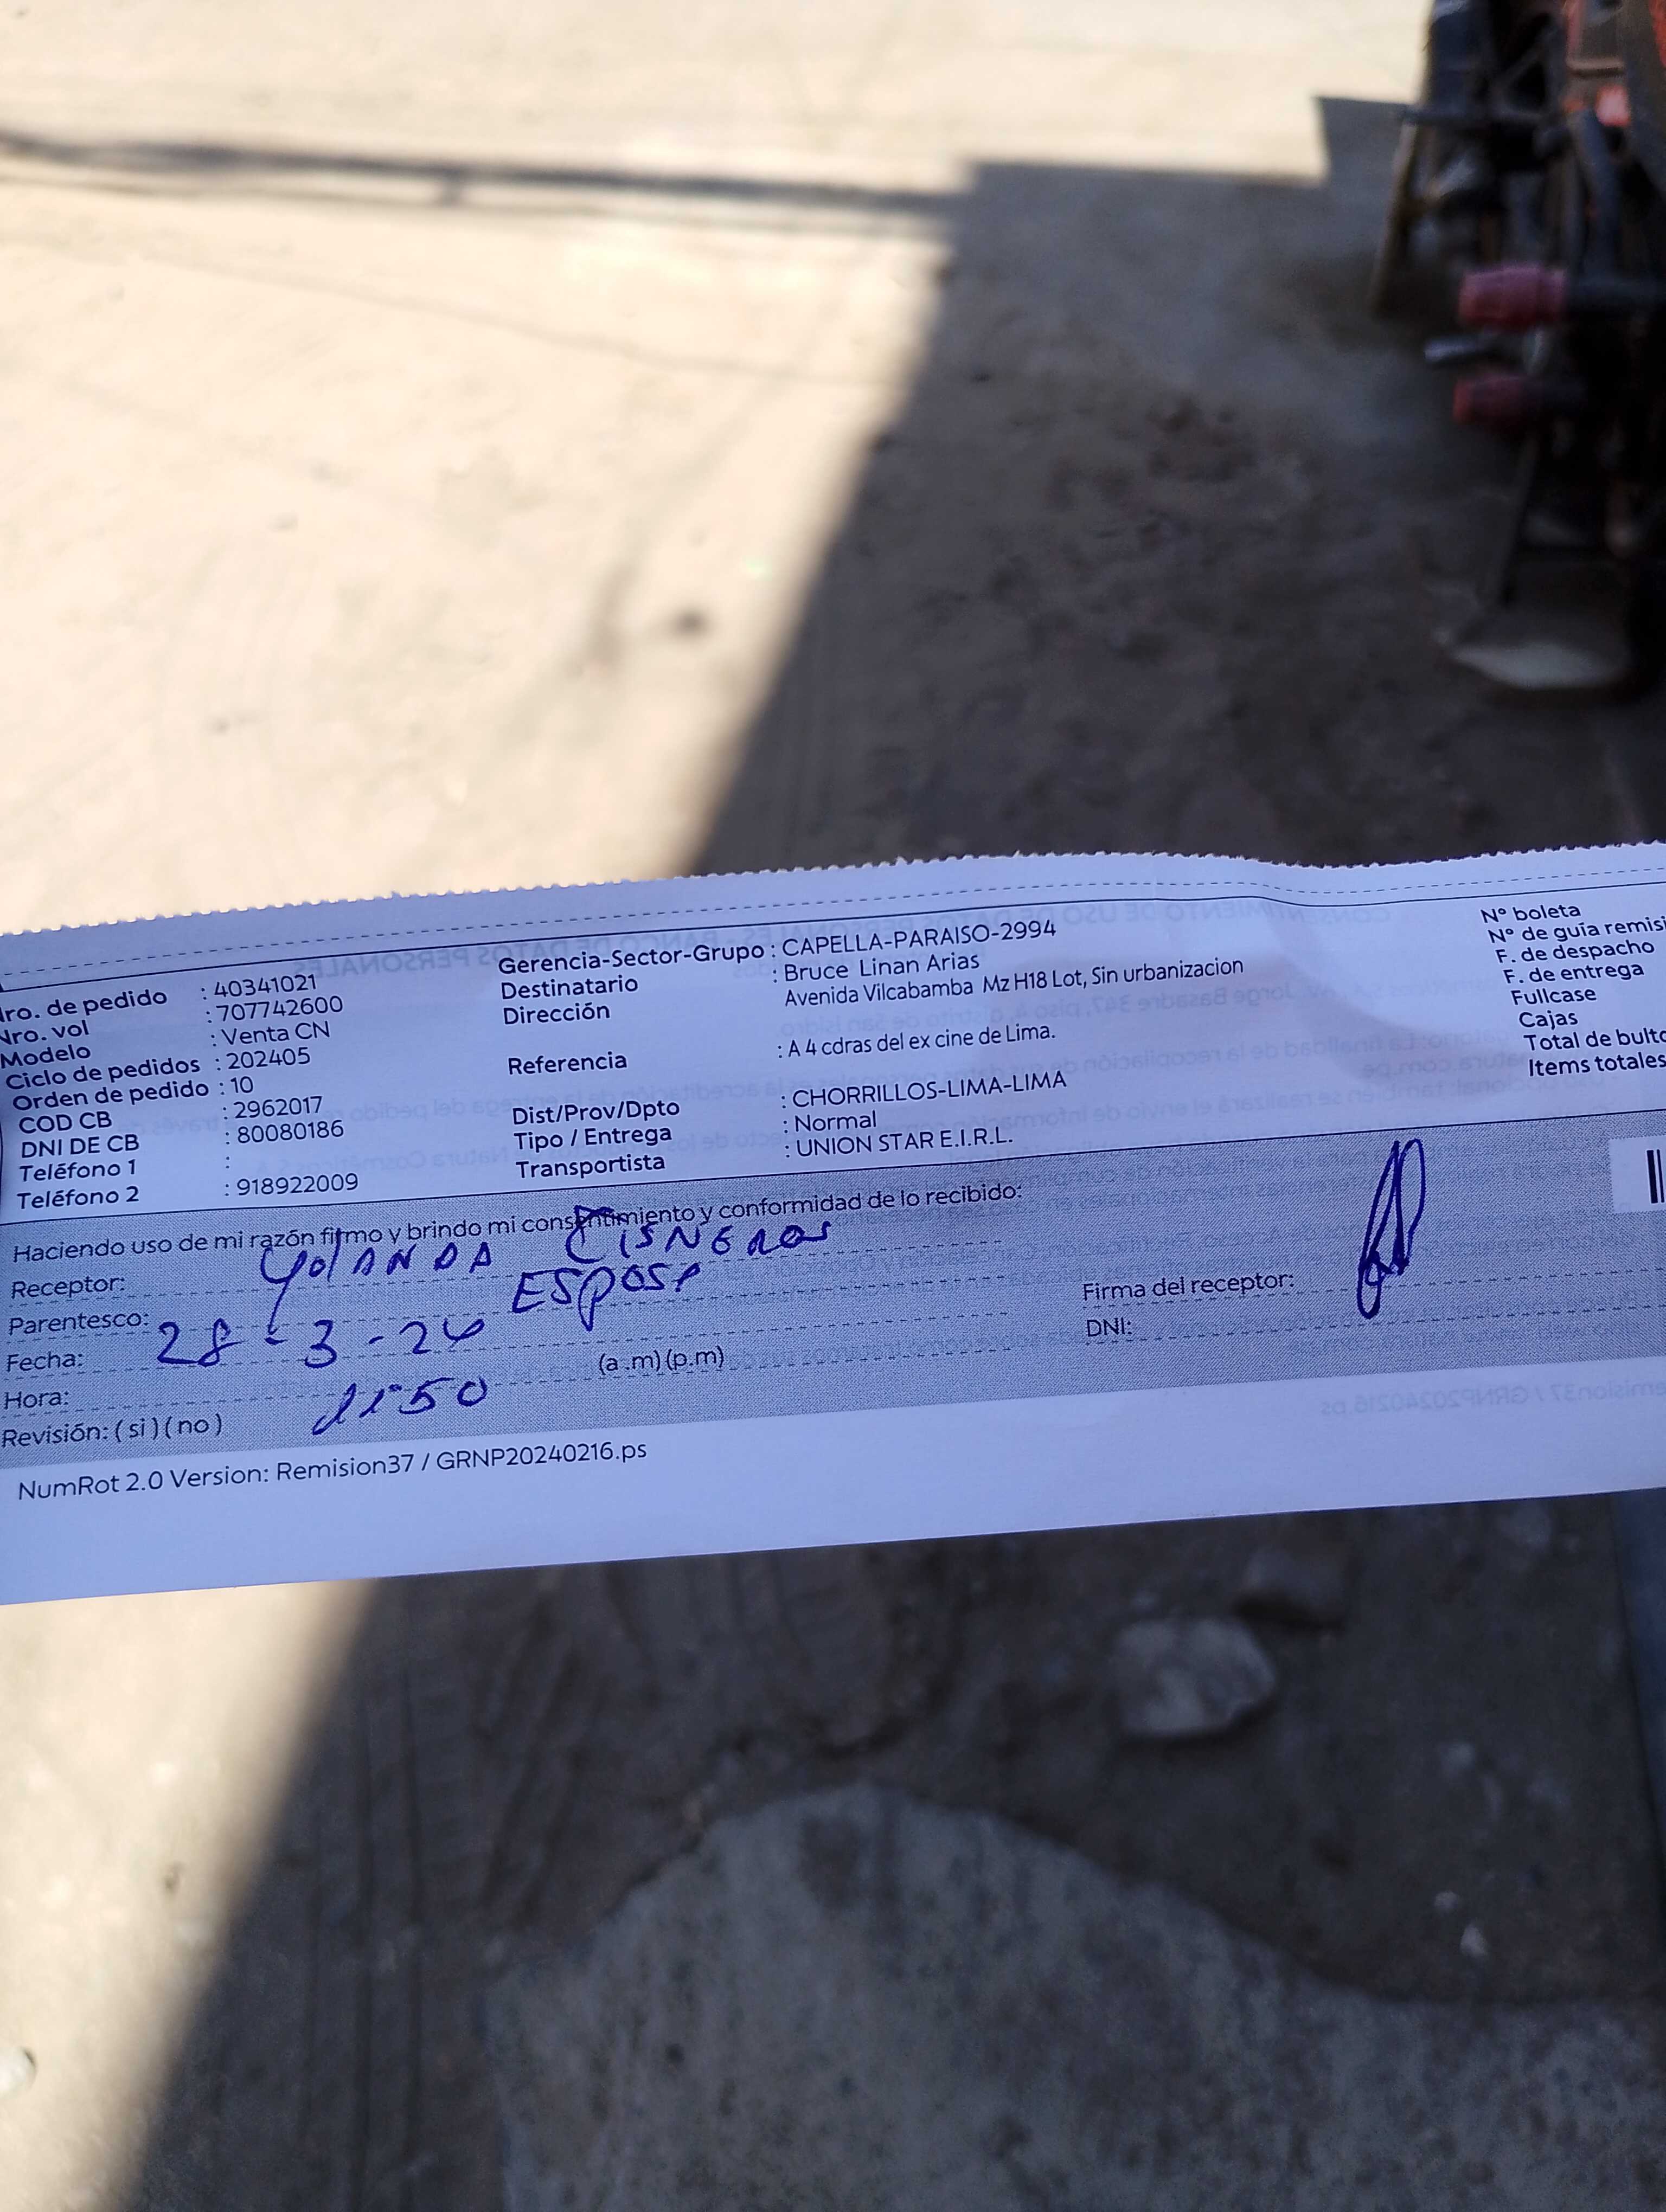 Nro. de pedido : 40341021
Nro. vol : 707742600
Modelo : Venta CN
Ciclo de pedidos : 202405
Orden de pedido : 10
COD CB : 2962017
DNI DE CB : 80080186
Teléfono 1 :
Teléfono 2 : 918922009
Gerencia-Sector-Grupo : CAPELLA-PARAISO-2994
Destinatario : Bruce Linan Arias
Dirección Avenida Vilcabamba Mz H18 Lot, Sin urbanizacion
Referencia : A 4 cdras del ex cine de Lima.
Dist/Prov/Dpto : CHORRILLOS-LIMA-LIMA
Tipo / Entrega : Normal
Transportista : UNION STAR E.I.R.L.
N° boleta
N° de guía remisi
F. de despacho
F. de entrega
Fullcase
Cajas
Total de bulto
Items totales
Haciendo uso de mi razón firmo y brindo mi consentimiento y conformidad de lo recibido:
Receptor: YOLANDA CISNEROS
Parentesco: ESPOSA
Fecha: 28-3-24
Hora: 11:50 (a.m)(p.m)
Revisión: (si)(no)
Firma del receptor:
DNI:
NumRot 2.0 Version: Remision37 / GRNP20240216.ps